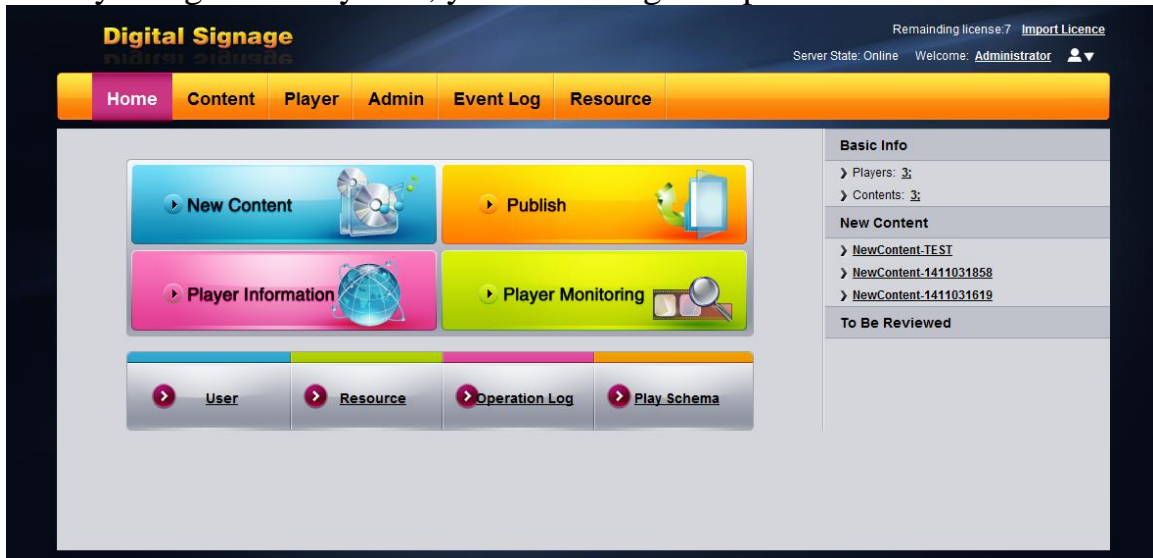 Digital Signage
Remainding license:7 Import Licence
Server State: Online Welcome: Administrator
Home Content Player Admin Event Log Resource
New Content
Publish
Player Information
Player Monitoring
User
Resource
Operation Log
Play Schema
Basic Info
Players: 3;
Contents: 3;
New Content
NewContent-TEST
NewContent-1411031858
NewContent-1411031619
To Be Reviewed